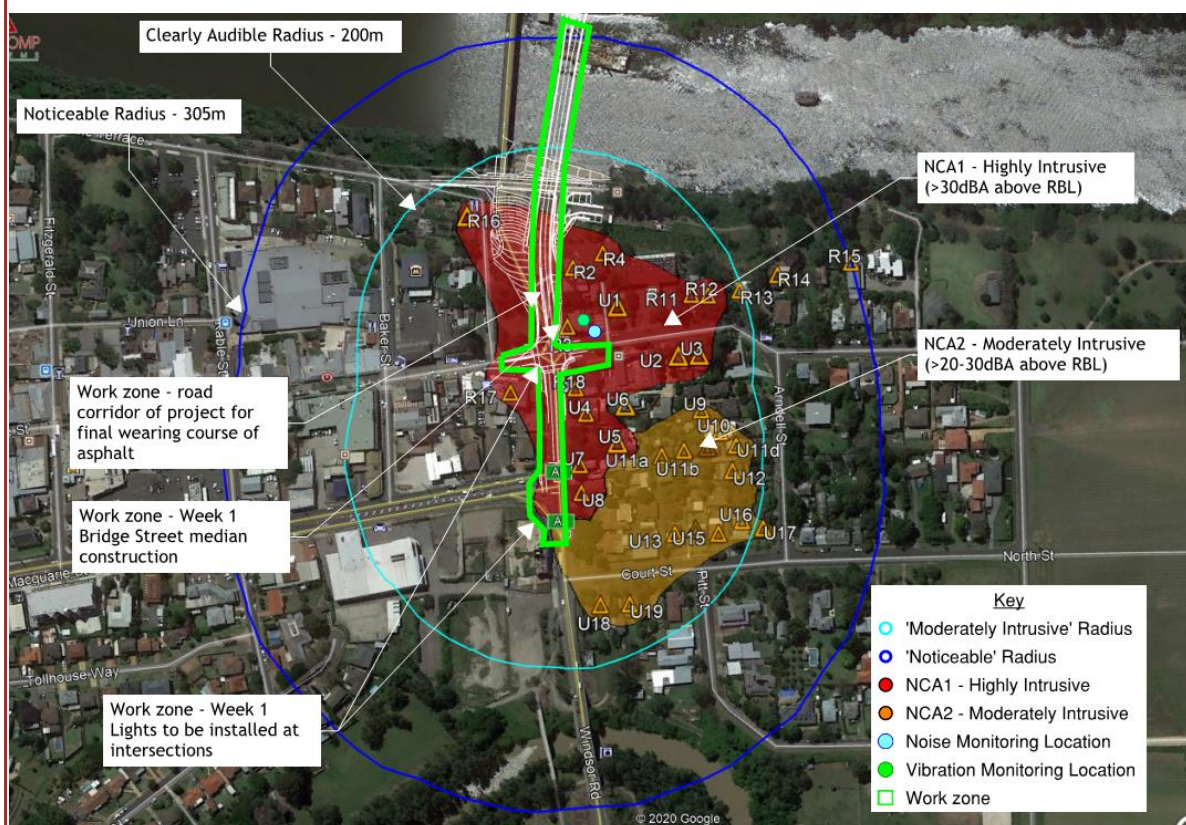 OMP
Clearly Audible Radius - 200m
Noticeable Radius - 305m
Terrace
NCA1 - Highly Intrusive
(>30dBA above RBL)
NCA2 - Moderately Intrusive
(>20-30dBA above RBL)
Fitzgerald St
Union Ln
Kable St
Baker St
R16
R4
R2
R15
R14
R13
R12
R11
U1
U2
U3
R17
R18
U4
U6
U9
U10
U5
U11a
U11b
U11d
U7
U12
U8
A
A
U16
U17
U13
U15
U18
U19
Arndell St
North St
Court St
Pitt St
Work zone - road
corridor of project for
final wearing course of
asphalt
Work zone - Week 1
Bridge Street median
construction
Macquarie
Tollhouse Way
Work zone - Week 1
Lights to be installed at
intersections
Windsor Rd
Key
'Moderately Intrusive' Radius
'Noticeable' Radius
NCA1 - Highly Intrusive
NCA2 - Moderately Intrusive
Noise Monitoring Location
Vibration Monitoring Location
Work zone
© 2020 Google